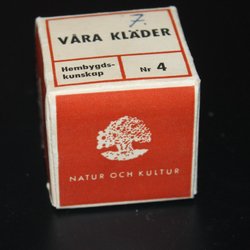 7.
VÅRA KLÄDER
Hembygds-
kunskap
Nr 4
NATUR OCH KULTUR